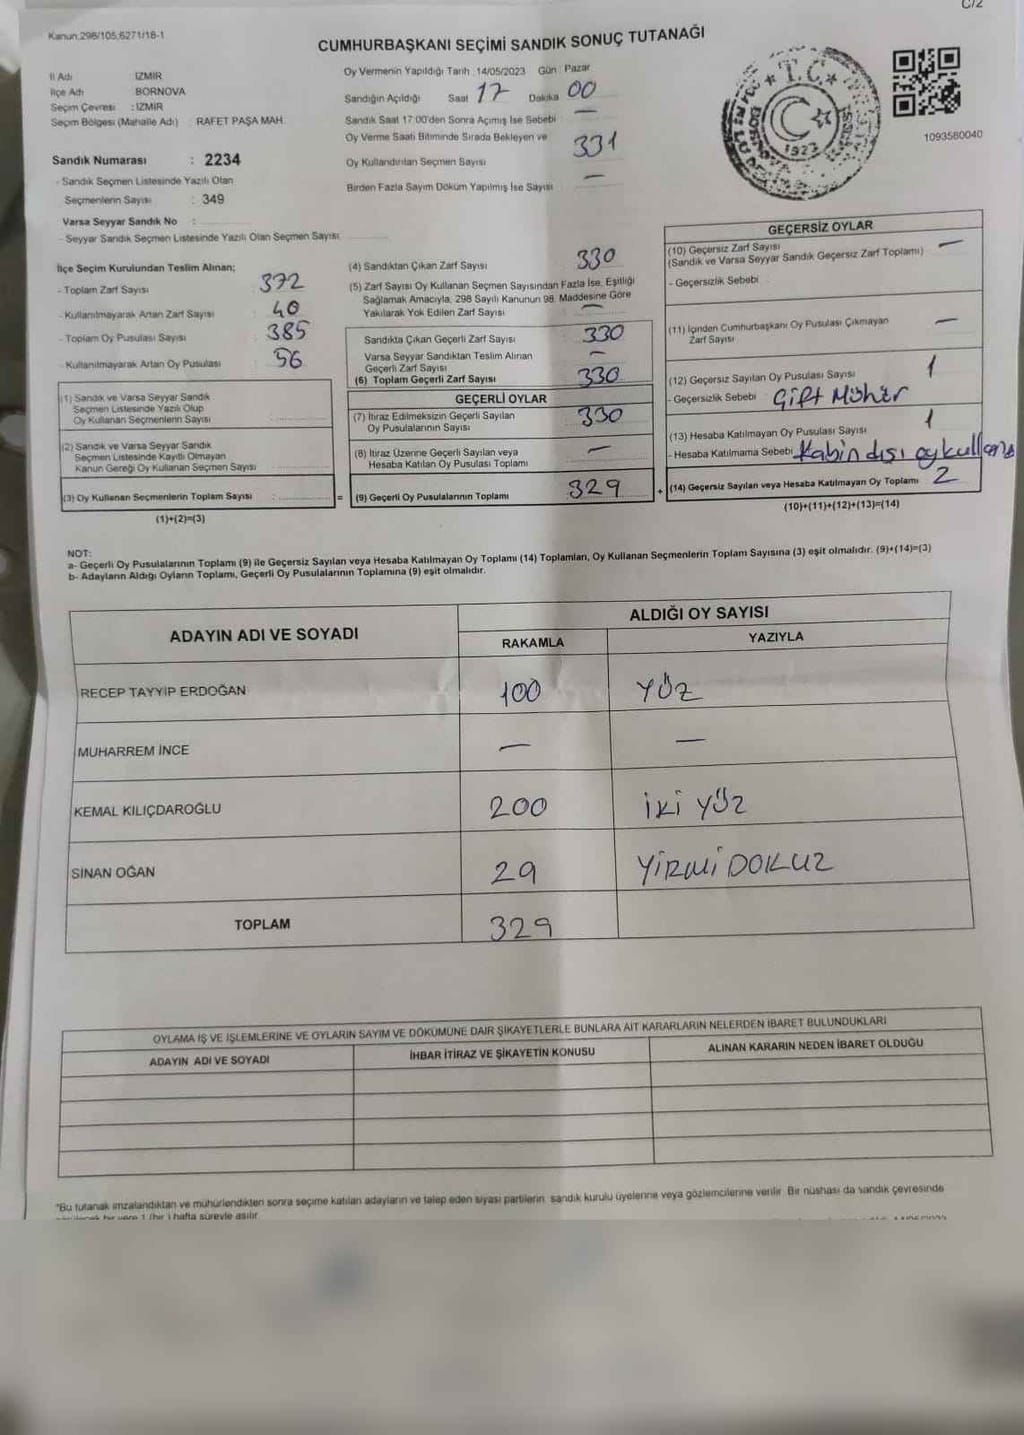 C/2
Kanun.298/105,6271/18-1
CUMHURBAŞKANI SEÇİMİ SANDIK SONUÇ TUTANAĞI
İl Adı İZMİR
İlçe Adı BORNOVA
Seçim Çevresi : İZMİR
Seçim Bölgesi (Mahalle Adı) RAFET PAŞA MAH.
Sandık Numarası : 2234
- Sandık Seçmen Listesinde Yazılı Olan
Seçmenlerin Sayısı : 349
Varsa Seyyar Sandık No :
- Seyyar Sandık Seçmen Listesinde Yazılı Olan Seçmen Sayısı
Oy Vermenin Yapıldığı Tarih : 14/05/2023 Gün : Pazar
Sandığın Açıldığı Saat 17 Dakika 00
Sandık Saat 17:00'den Sonra Açılmış İse Sebebi —
Oy Verme Saati Bitiminde Sırada Bekleyen ve
Oy Kullandırılan Seçmen Sayısı 331
Birden Fazla Sayım Döküm Yapılmış İse Sayısı —
T.C.
1923
1093580040
İlçe Seçim Kurulundan Teslim Alınan;
- Toplam Zarf Sayısı 372
- Kullanılmayarak Artan Zarf Sayısı 40
- Toplam Oy Pusulası Sayısı 385
- Kullanılmayarak Artan Oy Pusulası 56
(1) Sandık ve Varsa Seyyar Sandık
Seçmen Listesinde Yazılı Olup
Oy Kullanan Seçmenlerin Sayısı
(2) Sandık ve Varsa Seyyar Sandık
Seçmen Listesinde Kayıtlı Olmayan
Kanun Gereği Oy Kullanan Seçmen Sayısı
(3) Oy Kullanan Seçmenlerin Toplam Sayısı : =
(1)+(2)=(3)
(4) Sandıktan Çıkan Zarf Sayısı 330
(5) Zarf Sayısı Oy Kullanan Seçmen Sayısından Fazla İse, Eşitliği
Sağlamak Amacıyla, 298 Sayılı Kanunun 98. Maddesine Göre
Yakılarak Yok Edilen Zarf Sayısı —
Sandıkta Çıkan Geçerli Zarf Sayısı 330
Varsa Seyyar Sandıktan Teslim Alınan
Geçerli Zarf Sayısı —
(6) Toplam Geçerli Zarf Sayısı 330
GEÇERLİ OYLAR
(7) İtiraz Edilmeksizin Geçerli Sayılan
Oy Pusulalarının Sayısı 330
(8) İtiraz Üzerine Geçerli Sayılan veya
Hesaba Katılan Oy Pusulası Toplamı —
(9) Geçerli Oy Pusulalarının Toplamı 329 +
GEÇERSİZ OYLAR
(10) Geçersiz Zarf Sayısı —
(Sandık ve Varsa Seyyar Sandık Geçersiz Zarf Toplamı)
- Geçersizlik Sebebi
(11) İçinden Cumhurbaşkanı Oy Pusulası Çıkmayan
Zarf Sayısı —
(12) Geçersiz Sayılan Oy Pusulası Sayısı 1
- Geçersizlik Sebebi Çift Mühür
(13) Hesaba Katılmayan Oy Pusulası Sayısı 1
- Hesaba Katılmama Sebebi Kabin dışı oy kullanma
(14) Geçersiz Sayılan veya Hesaba Katılmayan Oy Toplamı 2
(10)+(11)+(12)+(13)=(14)
NOT:
a- Geçerli Oy Pusulalarının Toplamı (9) ile Geçersiz Sayılan veya Hesaba Katılmayan Oy Toplamı (14) Toplamları, Oy Kullanan Seçmenlerin Toplam Sayısına (3) eşit olmalıdır. (9)+(14)=(3)
b- Adayların Aldığı Oyların Toplamı, Geçerli Oy Pusulalarının Toplamına (9) eşit olmalıdır.
ADAYIN ADI VE SOYADI
ALDIĞI OY SAYISI
RAKAMLA YAZIYLA
RECEP TAYYİP ERDOĞAN 100 YÜZ
MUHARREM İNCE — —
KEMAL KILIÇDAROĞLU 200 İKİ YÜZ
SİNAN OĞAN 29 YİRMİ DOKUZ
TOPLAM 329
OYLAMA İŞ VE İŞLEMLERİNE VE OYLARIN SAYIM VE DÖKÜMÜNE DAİR ŞİKAYETLERLE BUNLARA AİT KARARLARIN NELERDEN İBARET BULUNDUKLARI
ADAYIN ADI VE SOYADI İHBAR İTİRAZ VE ŞİKAYETİN KONUSU ALINAN KARARIN NEDEN İBARET OLDUĞU
*Bu tutanak imzalandıktan ve mühürlendikten sonra seçime katılan adayların ve talep eden siyasi partilerin sandık kurulu üyelerine veya gözlemcilerine verilir. Bir nüshası da sandık çevresinde
bir yere 1 (bir) hafta süreyle asılır.